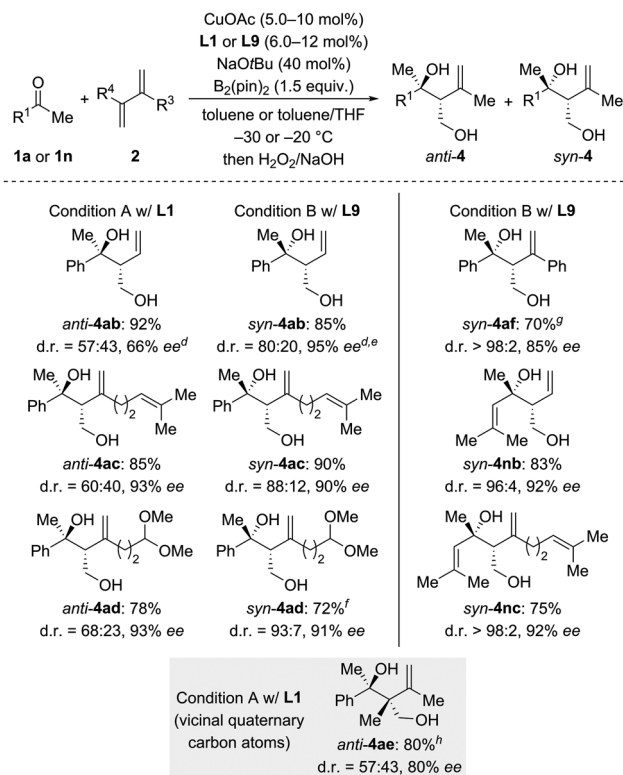 CuOAc (5.0–10 mol%)
L1 or L9 (6.0–12 mol%)
NaOtBu (40 mol%)
B2(pin)2 (1.5 equiv.)
toluene or toluene/THF
–30 or –20 °C
then H2O2/NaOH
O
R1 Me
+
R4
R3
Me OH
R1 Me
OH
+
Me OH
R1 Me
OH
1a or 1n
2
anti-4
syn-4
Condition A w/ L1
Condition B w/ L9
Condition B w/ L9
Me OH
Ph
OH
Me OH
Ph
OH
Me OH
Ph Ph
OH
anti-4ab: 92%
d.r. = 57:43, 66% eed
syn-4ab: 85%
d.r. = 80:20, 95% eed,e
syn-4af: 70%g
d.r. > 98:2, 85% ee
Me OH
Ph ( )2 Me
Me
OH
Me OH
Ph ( )2 Me
Me
OH
Me OH
Me Me OH
anti-4ac: 85%
d.r. = 60:40, 93% ee
syn-4ac: 90%
d.r. = 88:12, 90% ee
syn-4nb: 83%
d.r. = 96:4, 92% ee
Me OH OMe
Ph ( )2 OMe
OH
Me OH OMe
Ph ( )2 OMe
OH
Me OH
( )2 Me
Me
Me Me OH
anti-4ad: 78%
d.r. = 68:23, 93% ee
syn-4ad: 72%f
d.r. = 93:7, 91% ee
syn-4nc: 75%
d.r. > 98:2, 92% ee
Condition A w/ L1
(vicinal quaternary
carbon atoms)
Me OH
Ph Me
Me OH
anti-4ae: 80%h
d.r. = 57:43, 80% ee